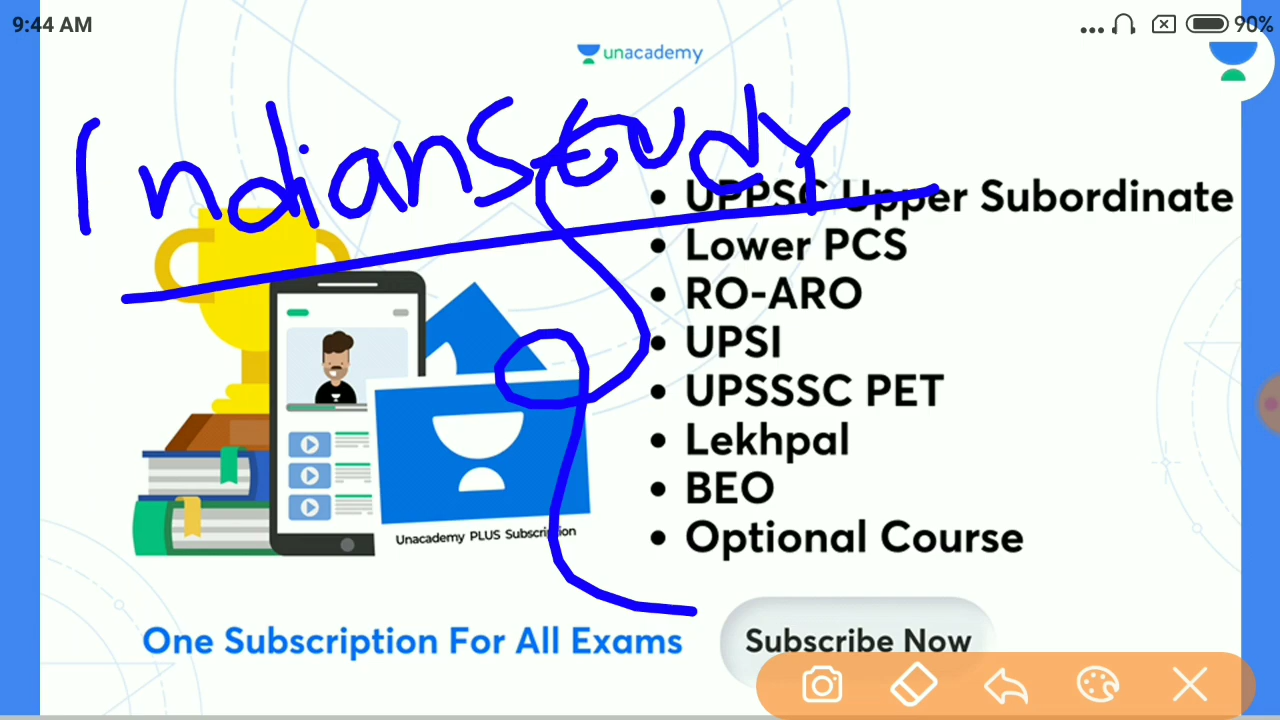 9:44 AM
90%
unacademy
Indianstudy
UPPSC Upper Subordinate
Lower PCS
RO-ARO
UPSI
UPSSSC PET
Lekhpal
BEO
Optional Course
Unacademy PLUS Subscription
One Subscription For All Exams
Subscribe Now